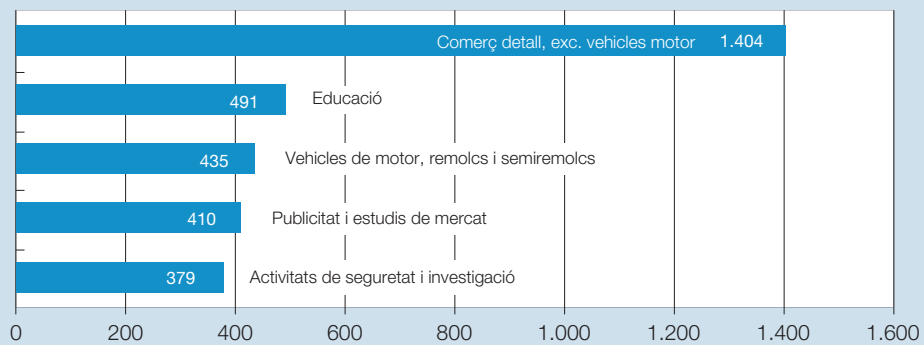 Comerç detall, exc. vehicles motor 1.404
491 Educació
435 Vehicles de motor, remolcs i semiremolcs
410 Publicitat i estudis de mercat
379 Activitats de seguretat i investigació
0 200 400 600 800 1.000 1.200 1.400 1.600